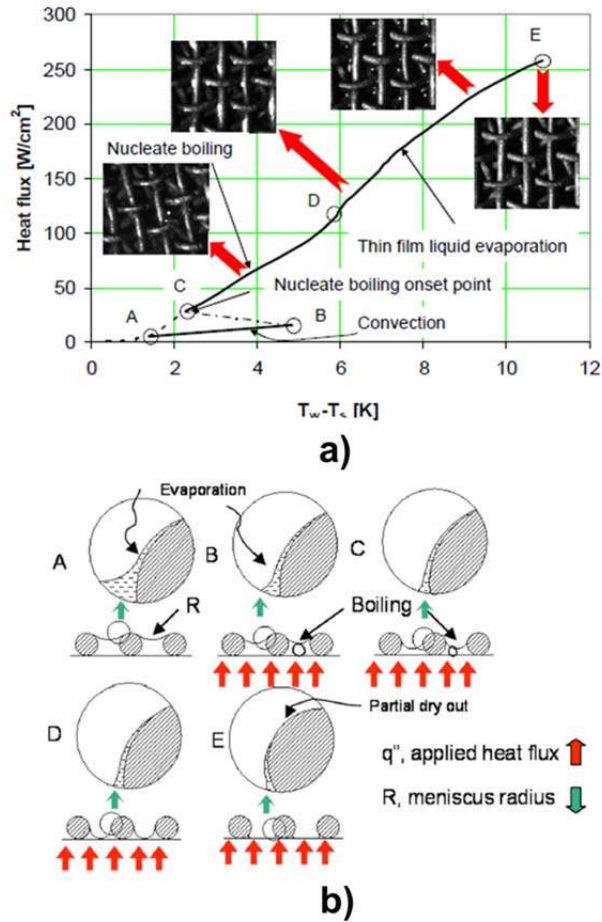 300
250
200
150
100
50
0
Heat flux [W/cm²]
E
Nucleate boiling
D
Thin film liquid evaporation
C
Nucleate boiling onset point
A
B
Convection
0 2 4 6 8 10 12
[K]
a)
Evaporation
A
B
C
R
Boiling
D
E
Partial dry out
q'', applied heat flux
R, meniscus radius
b)